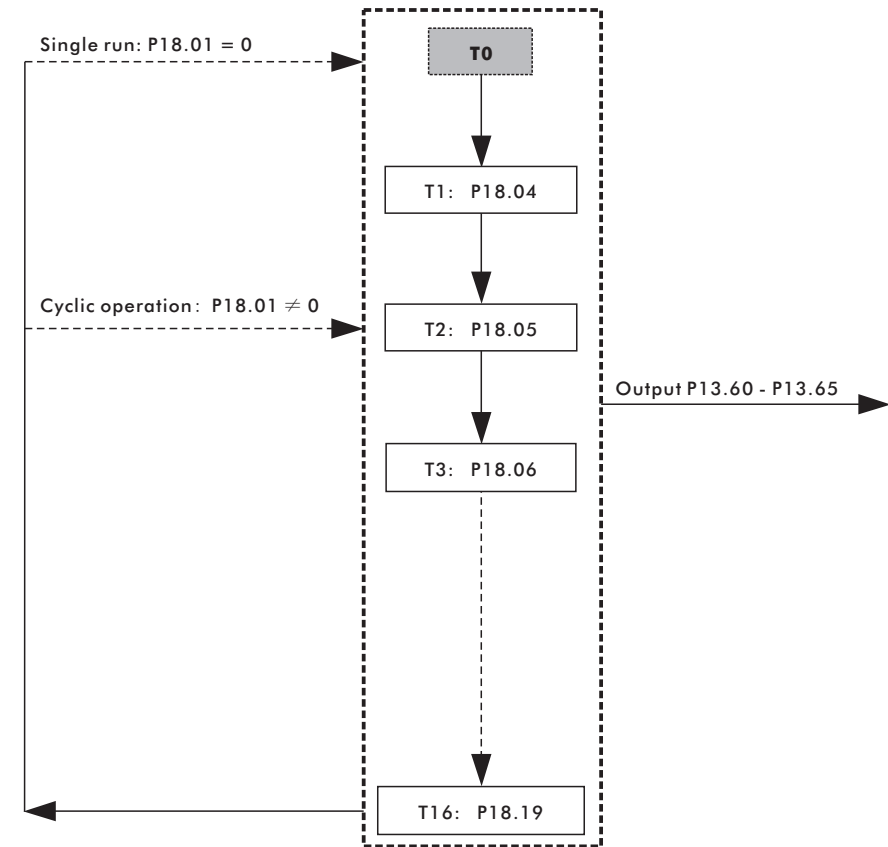 Single run: P18.01 = 0
T0
T1: P18.04
Cyclic operation: P18.01 ≠ 0
T2: P18.05
Output P13.60 - P13.65
T3: P18.06
T16: P18.19